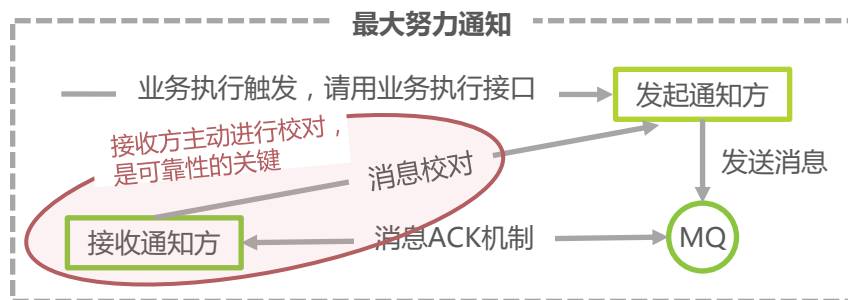 最大努力通知
业务执行触发，请用业务执行接口
发起通知方
接收方主动进行校对，
是可靠性的关键
消息校对
发送消息
接收通知方
消息ACK机制
MQ